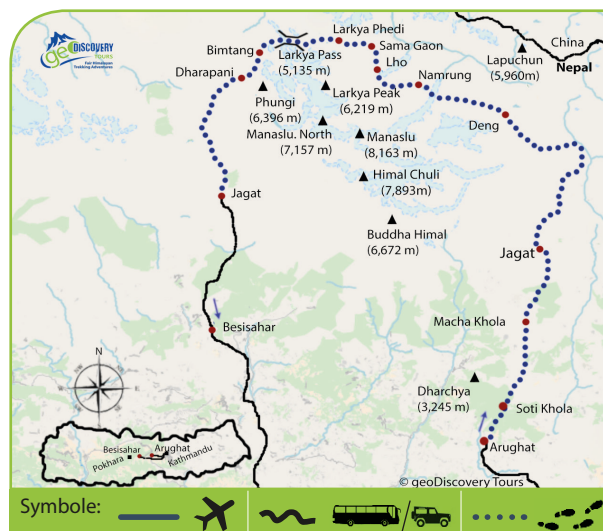 geo DISCOVERY
TOURS
Fair Himalayan
Trekking Adventures
Larkya Phedi
Bimtang
Larkya Pass
(5,135 m)
Sama Gaon
Lho
China
Lapuchun
(5,960m)
Nepal
Dharapani
Namrung
Phungi
(6,396 m)
Larkya Peak
(6,219 m)
Manaslu. North
(7,157 m)
Manaslu
(8,163 m)
Deng
Himal Chuli
(7,893m)
Jagat
Buddha Himal
(6,672 m)
Jagat
Besisahar
Macha Khola
N
Dharchya
(3,245 m)
Soti Khola
Arughat
Besisahar
Arughat
Pokhara
Kathmandu
© geoDiscovery Tours
Symbole:
/